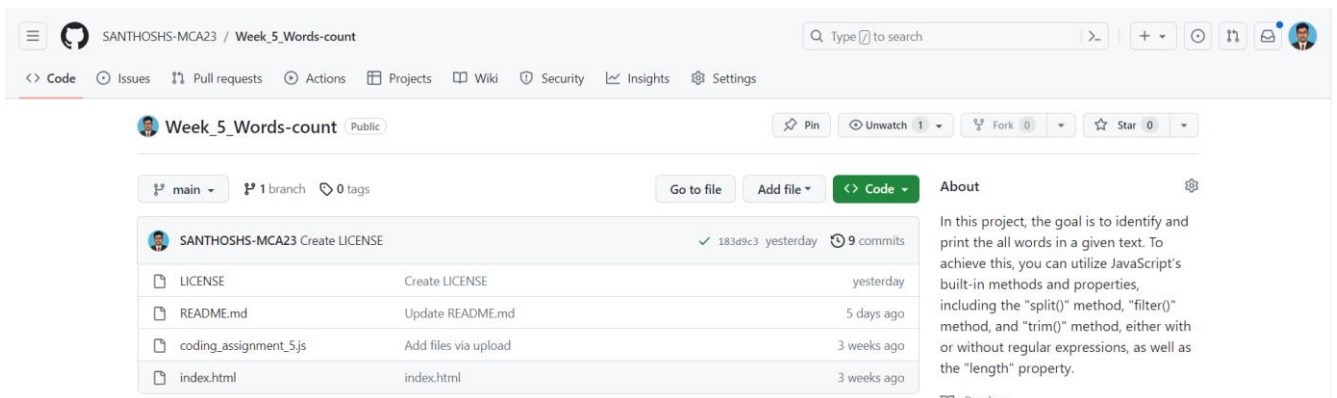 SANTHOSHS-MCA23 / Week_5_Words-count
Type / to search
Code Issues Pull requests Actions Projects Wiki Security Insights Settings
Week_5_Words-count Public
Pin Unwatch 1 Fork 0 Star 0
main 1 branch 0 tags
Go to file Add file Code
SANTHOSHS-MCA23 Create LICENSE 183d9c3 yesterday 9 commits
LICENSE Create LICENSE yesterday
README.md Update README.md 5 days ago
coding_assignment_5.js Add files via upload 3 weeks ago
index.html index.html 3 weeks ago
About
In this project, the goal is to identify and
print the all words in a given text. To
achieve this, you can utilize JavaScript's
built-in methods and properties,
including the "split()" method, "filter()"
method, and "trim()" method, either with
or without regular expressions, as well as
the "length" property.